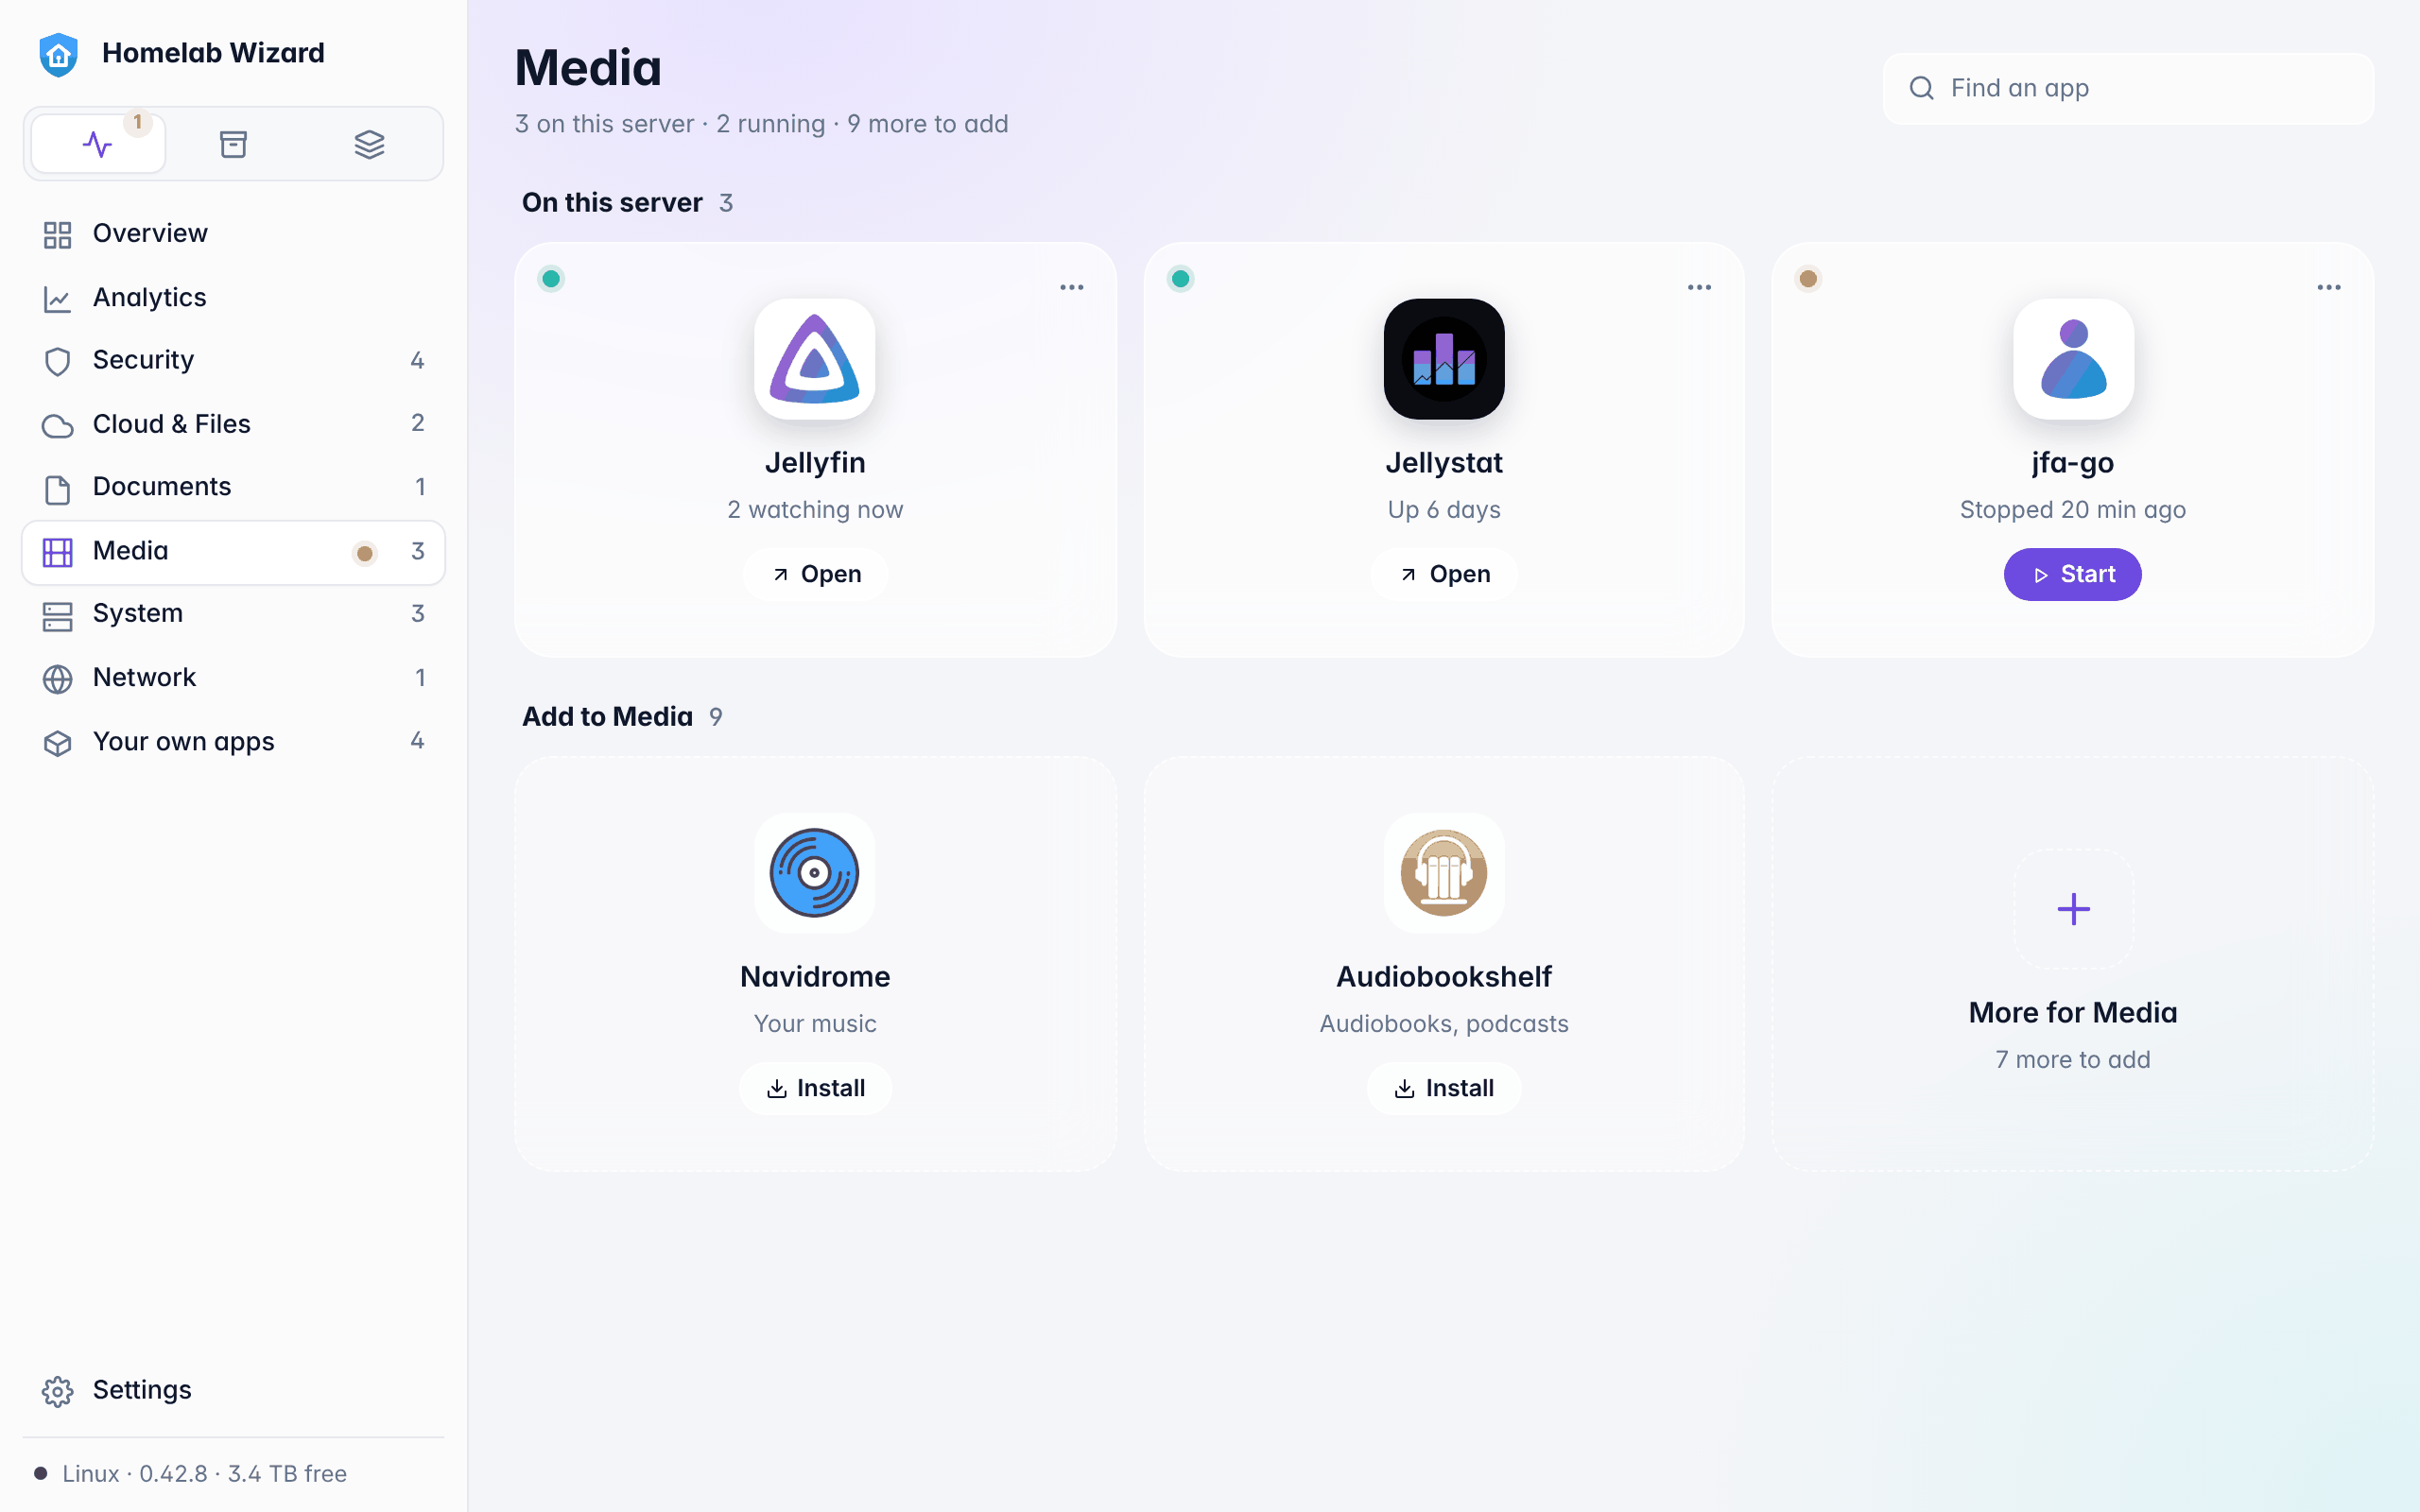 Homelab Wizard
1
Overview
Analytics
Security 4
Cloud & Files 2
Documents 1
Media 3
System 3
Network 1
Your own apps 4
Settings
Linux · 0.42.8 · 3.4 TB free
Media
3 on this server · 2 running · 9 more to add
Find an app
On this server 3
Jellyfin
2 watching now
Open
Jellystat
Up 6 days
Open
jfa-go
Stopped 20 min ago
Start
Add to Media 9
Navidrome
Your music
Install
Audiobookshelf
Audiobooks, podcasts
Install
More for Media
7 more to add